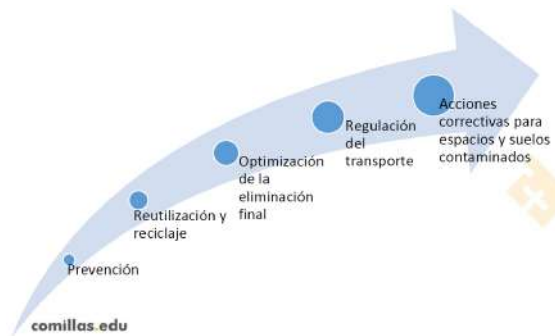 Prevención
Reutilización y
reciclaje
Optimización
de la
eliminación
final
Regulación
del
transporte
Acciones
correctivas para
espacios y suelos
contaminados
comillas.edu